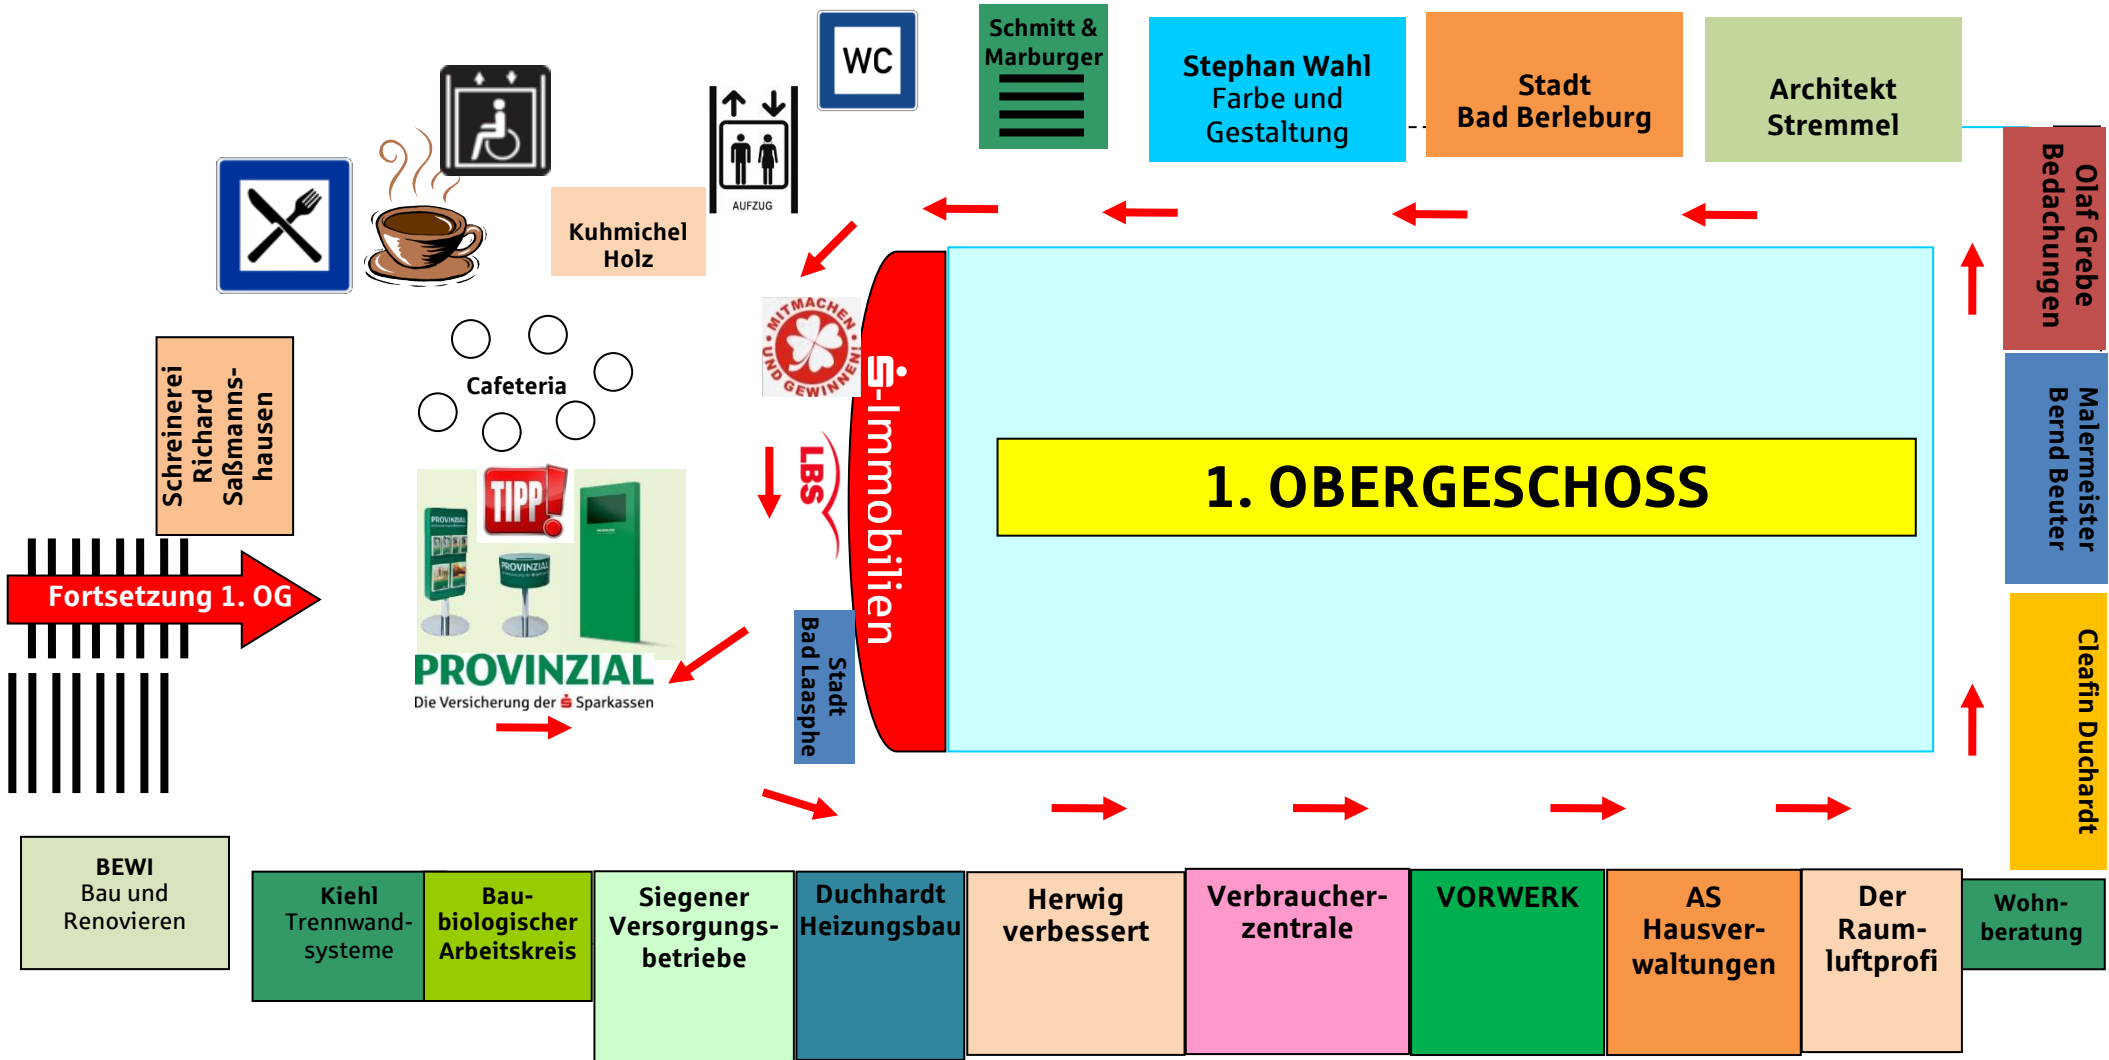 WC
Schmitt &
Marburger
Stephan Wahl
Farbe und
Gestaltung
Stadt
Bad Berleburg
Architekt
Stremmel
AUFZUG
Kuhmichel
Holz
Olaf Grebe
Bedachungen
MITMACHEN
UND GEWINNEN!
Schreinerei
Richard
Saßmanns-
hausen
Cafeteria
S-Immobilien
LBS
1. OBERGESCHOSS
Malermeister
Bernd Beuter
TIPP!
PROVINZIAL
PROVINZIAL
Fortsetzung 1. OG
PROVINZIAL
Die Versicherung der S Sparkassen
Stadt
Bad Laasphe
Cleafin Duchardt
BEWI
Bau und
Renovieren
Kiehl
Trennwand-
systeme
Bau-
biologischer
Arbeitskreis
Siegener
Versorgungs-
betriebe
Duchhardt
Heizungsbau
Herwig
verbessert
Verbraucher-
zentrale
VORWERK
AS
Hausver-
waltungen
Der
Raum-
luftprofi
Wohn-
beratung